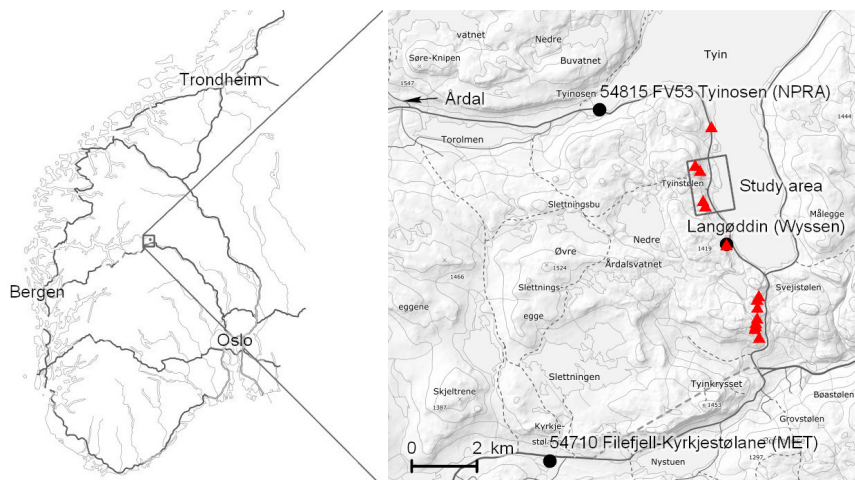 Trondheim
Bergen
Oslo
vatnet
Nedre
Søre-Knipen
Buvatnet
Tyin
1547
Tyinosen
54815 FV53 Tyinosen (NPRA)
Årdal
1444
Torolmen
Tyinstølen
Study area
Slettningsbu
Målegge
Langøddin (Wyssen)
Øvre
Nedre
1419
1524
Årdalsvatnet
1466
Slettnings-
Svejistølen
eggene
egge
Slettningen
Tyinkrysset
Skjeltrene
Bøastølen
1387
1453
Grovstølen
Kyrkje-
støl
54710 Filefjell-Kyrkjestølane (MET)
0 2 km
1297
Nystuen